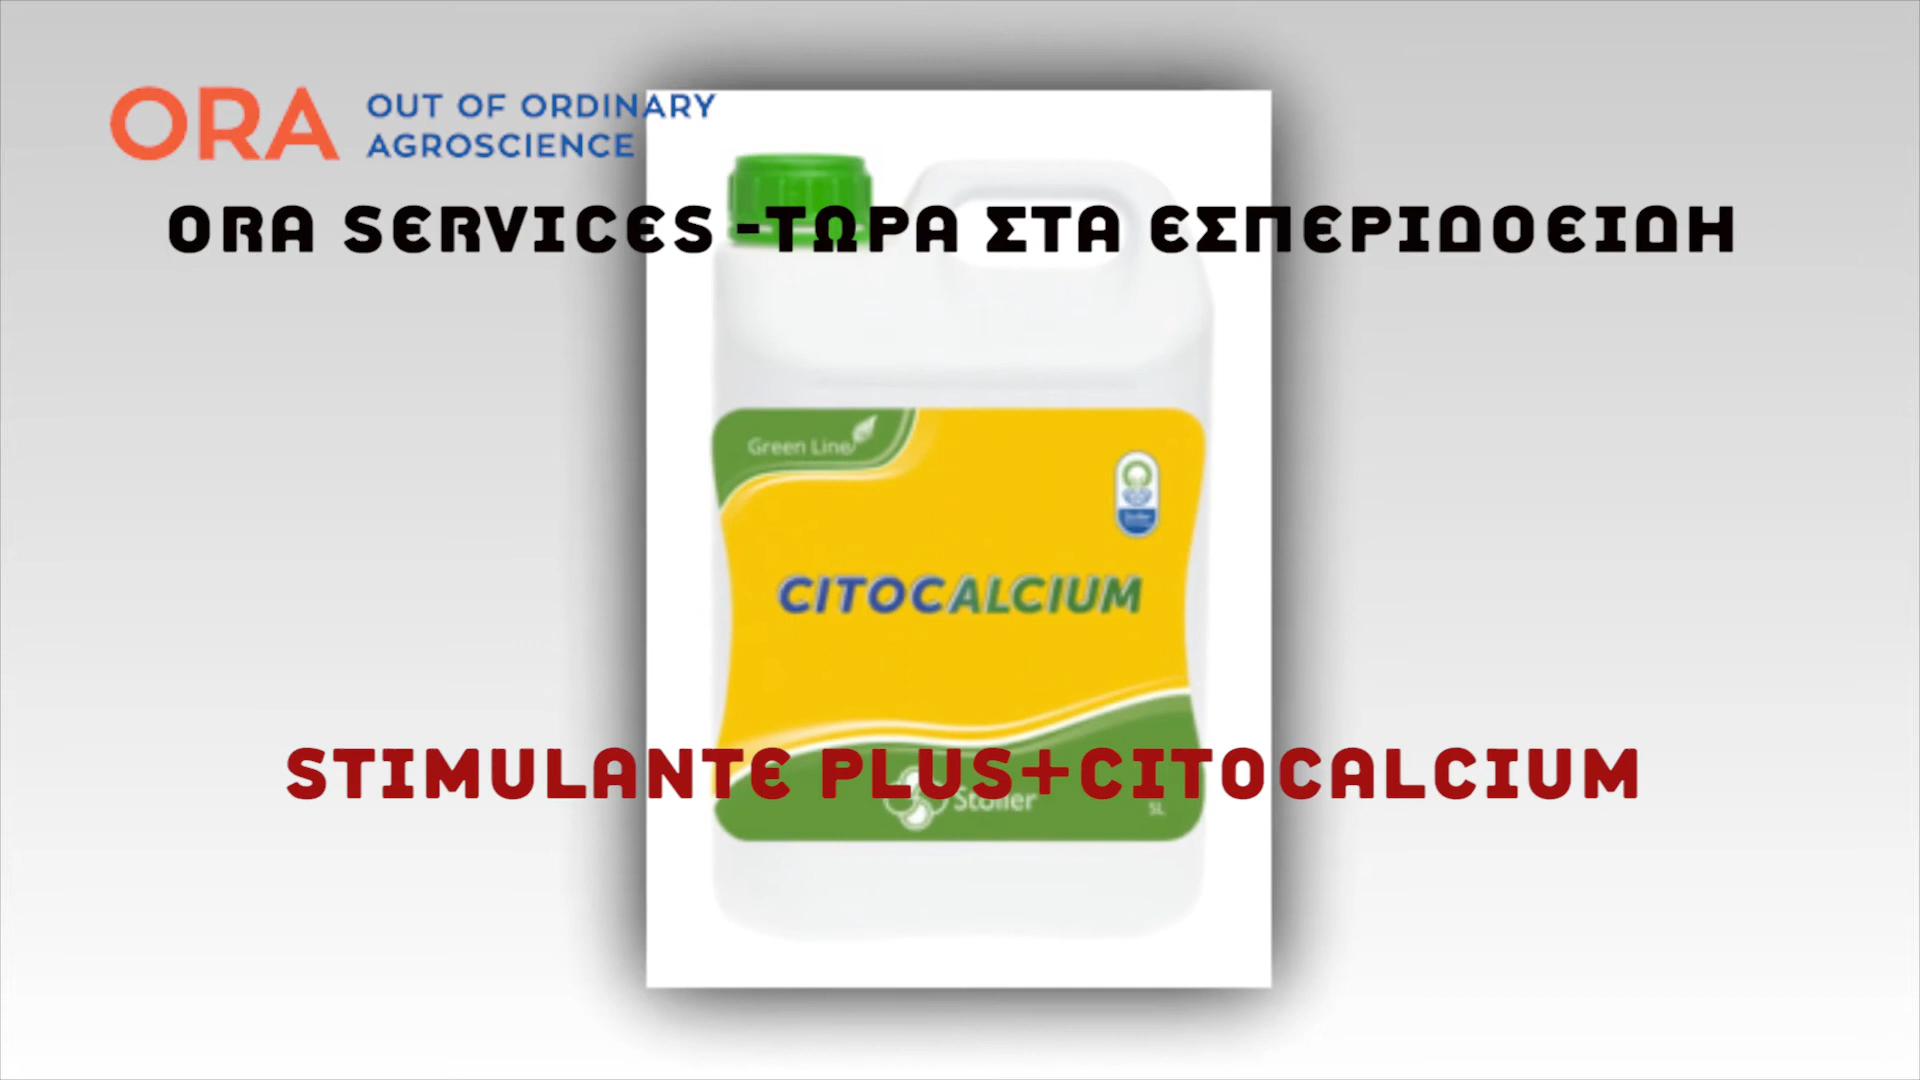 ORA OUT OF ORDINARY
AGROSCIENCE
ORA SERVICES -ΤΩΡΑ ΣΤΑ ΕΣΠΕΡΙΔΟΕΙΔΗ
Green Line
CITOCALCIUM
STIMULANTE PLUS+CITOCALCIUM
Stoller
5L